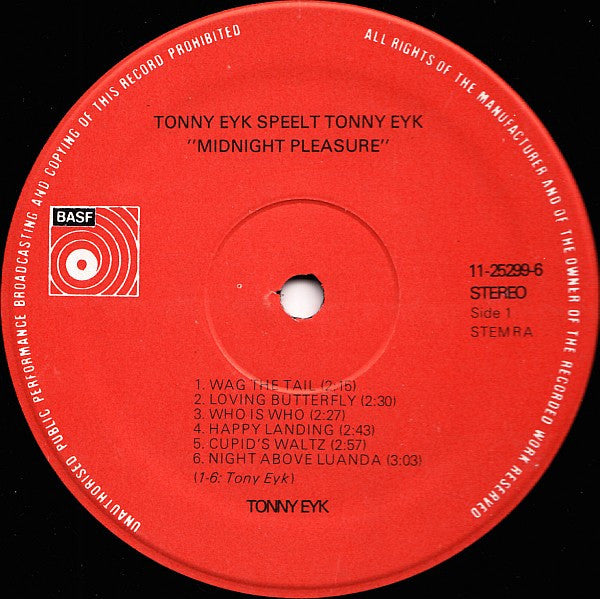 UNAUTHORISED PUBLIC PERFORMANCE BROADCASTING AND COPYING OF THIS RECORD PROHIBITED
ALL RIGHTS OF THE MANUFACTURER AND OF THE OWNER OF THE RECORDED WORK RESERVED
TONNY EYK SPEELT TONNY EYK
"MIDNIGHT PLEASURE"
BASF
11-25299-6
STEREO
Side 1
STEMRA
1. WAG THE TAIL (2:16)
2. LOVING BUTTERFLY (2:30)
3. WHO IS WHO (2:27)
4. HAPPY LANDING (2:43)
5. CUPID'S WALTZ (2:57)
6. NIGHT ABOVE LUANDA (3:03)
(1-6: Tony Eyk)
TONNY EYK